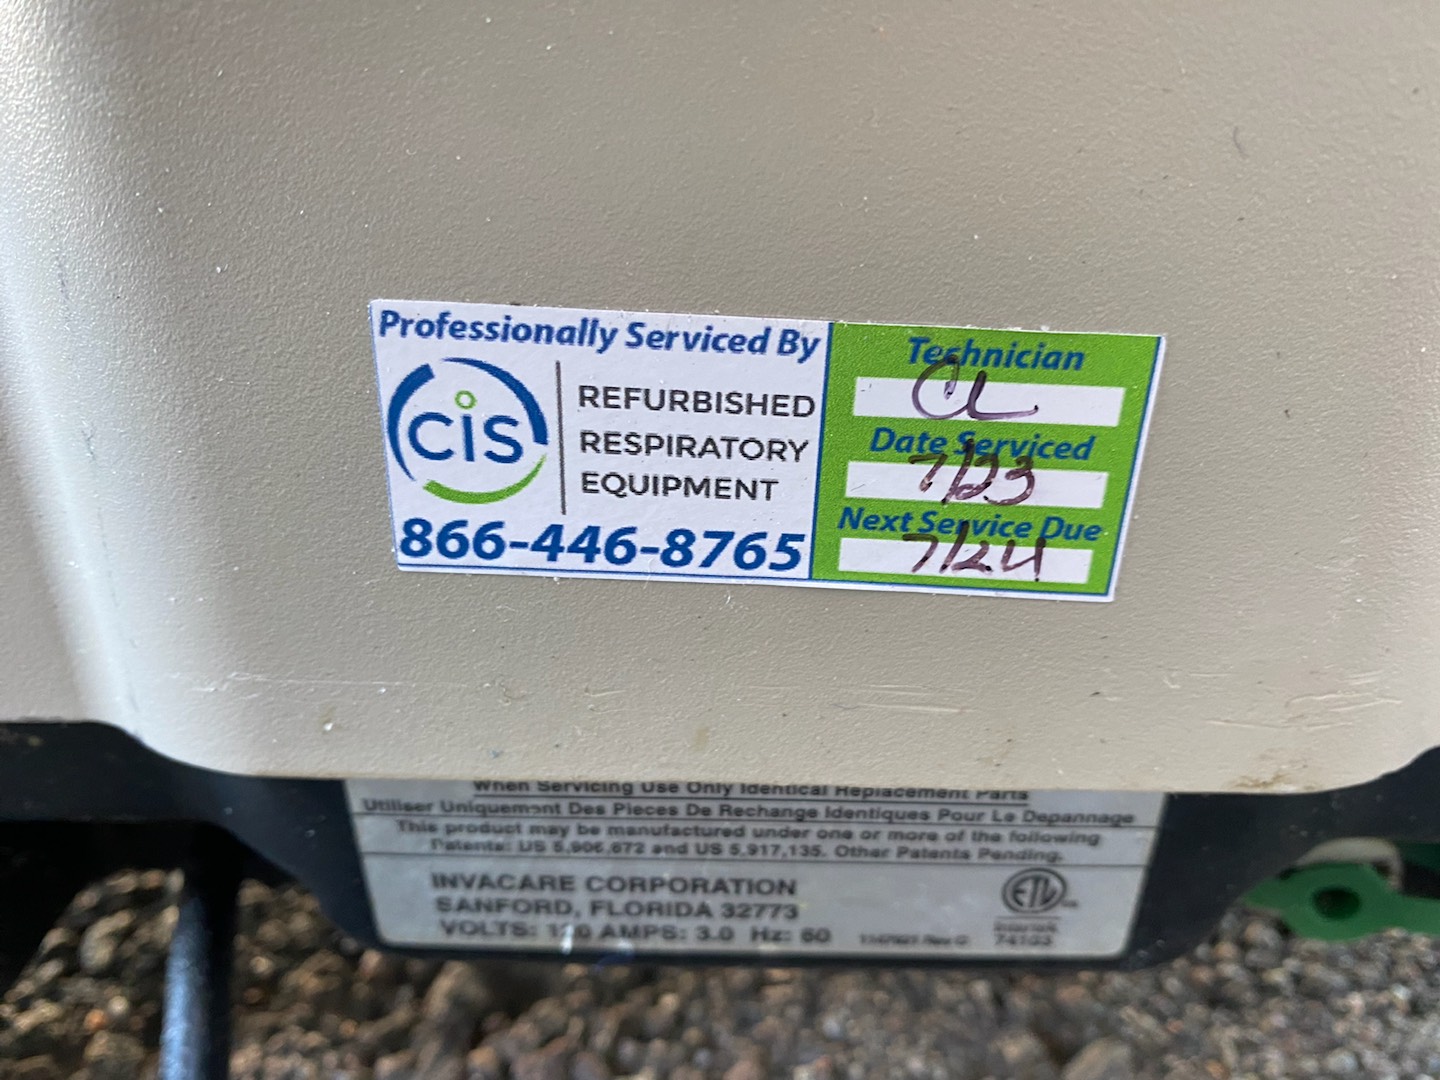 Professionally Serviced By
cis
REFURBISHED
RESPIRATORY
EQUIPMENT
866-446-8765
Technician
CL
Date Serviced
7/23
Next Service Due
7/24
When Servicing Use Only Identical Replacement Parts
Utiliser Uniquement Des Pieces De Rechange Identiques Pour Le Depannage
This product may be manufactured under one or more of the following
Patents: US 5,906,672 and US 5,917,135. Other Patents Pending.
INVACARE CORPORATION
SANFORD, FLORIDA 32773
VOLTS: 120 AMPS: 3.0 Hz: 60
ETL